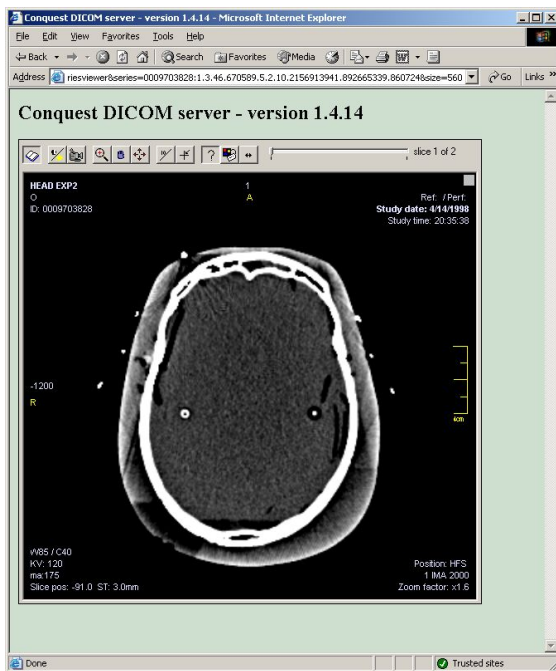 Conquest DICOM server - version 1.4.14 - Microsoft Internet Explorer
File Edit View Favorites Tools Help
Back Search Favorites Media
Address riesviewer&series=0009703828:1.3.46.670589.5.2.10.2156913941.892665339.860724&size=560 Go Links »
Conquest DICOM server - version 1.4.14
slice 1 of 2
HEAD EXP2
O
ID: 0009703828
1
A
Ref: /Perf:
Study date: 4/14/1998
Study time: 20:35:38
-1200
R
6cm
W85 / C40
KV: 120
ma:175
Slice pos: -91.0 ST: 3.0mm
Position: HFS
1 IMA 2000
Zoom factor: x1.6
Done Trusted sites